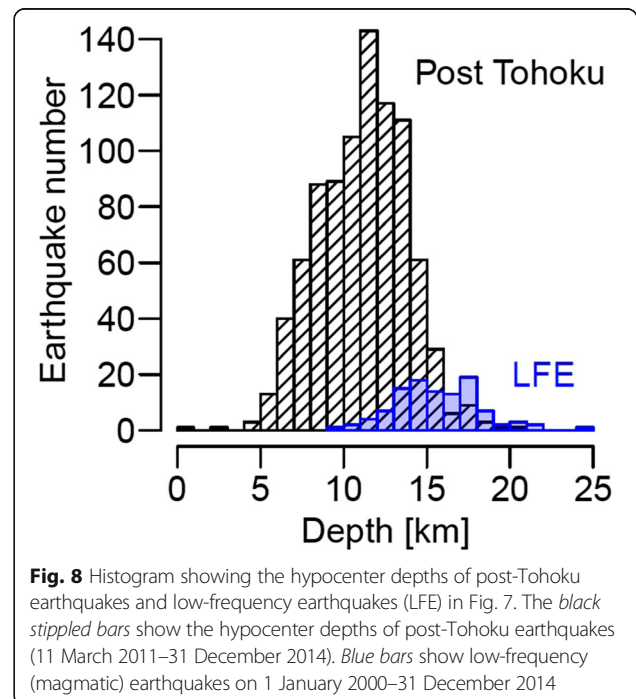 140
120
100
80
60
40
20
0
Earthquake number
Post Tohoku
LFE
0 5 10 15 20 25
Depth [km]
Fig. 8 Histogram showing the hypocenter depths of post-Tohoku
earthquakes and low-frequency earthquakes (LFE) in Fig. 7. The black
stippled bars show the hypocenter depths of post-Tohoku earthquakes
(11 March 2011–31 December 2014). Blue bars show low-frequency
(magmatic) earthquakes on 1 January 2000–31 December 2014